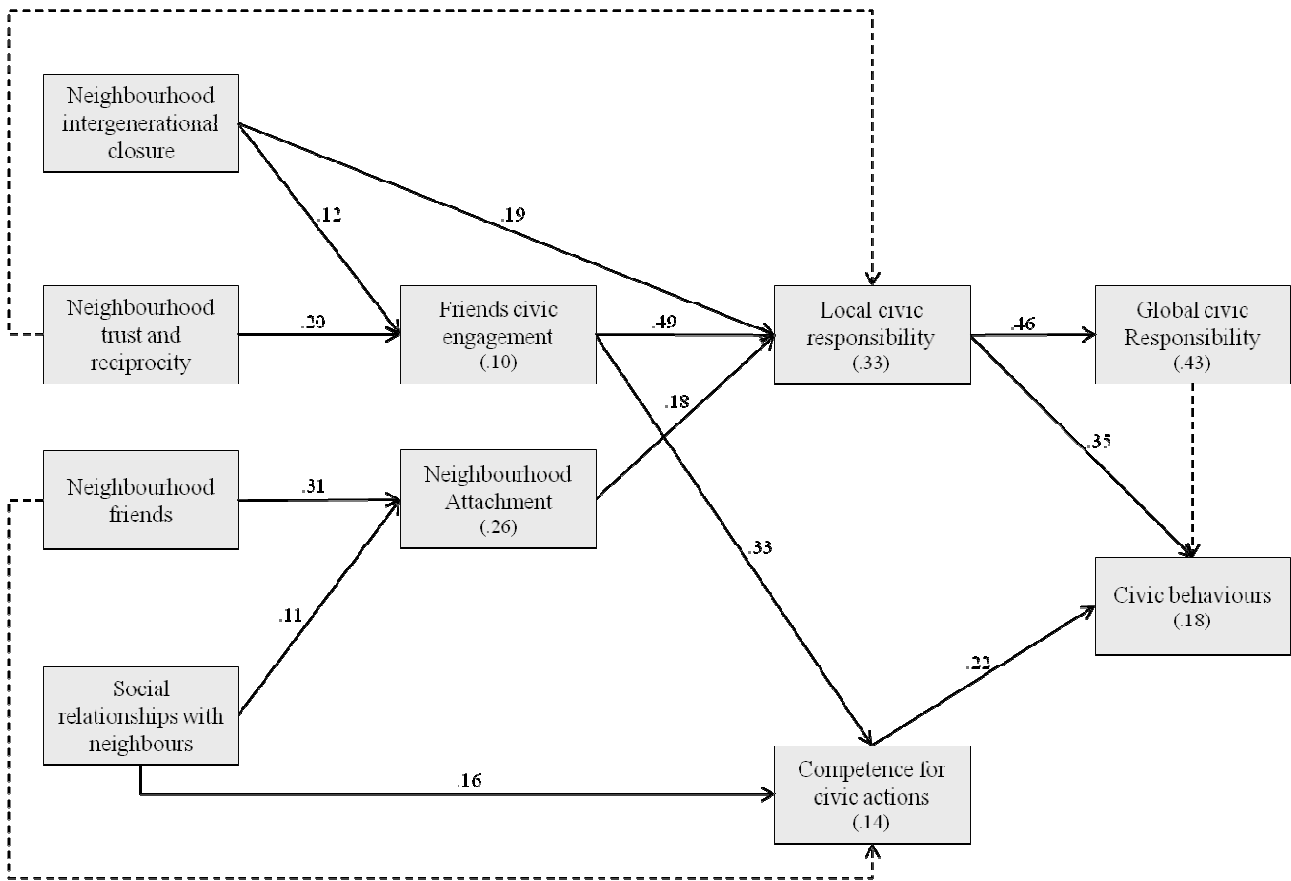 Neighbourhood
intergenerational
closure
.12
.19
Neighbourhood
trust and
reciprocity
.20
Friends civic
engagement
(.10)
.49
Local civic
responsibility
(.33)
.46
Global civic
Responsibility
(.43)
.18
.35
Neighbourhood
friends
.31
Neighbourhood
Attachment
(.26)
.33
.11
Civic behaviours
(.18)
.22
Social
relationships with
neighbours
.16
Competence for
civic actions
(.14)